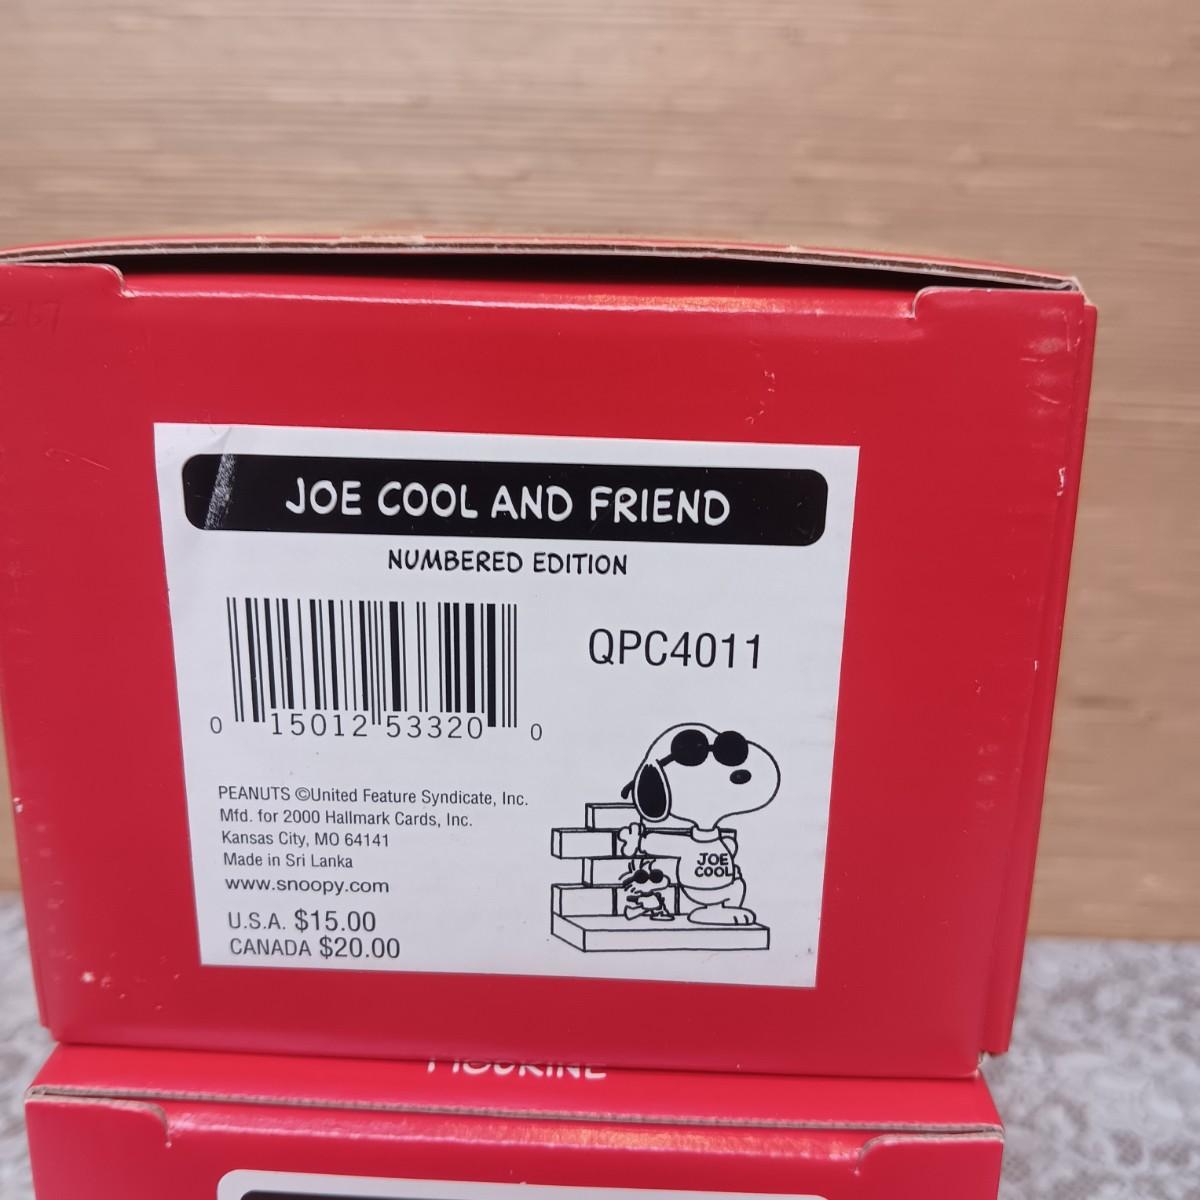 JOE COOL AND FRIEND
NUMBERED EDITION
0 15012 53320 0
QPC4011
PEANUTS ©United Feature Syndicate, Inc.
Mfd. for 2000 Hallmark Cards, Inc.
Kansas City, MO 64141
Made in Sri Lanka
www.snoopy.com
U.S.A. $15.00
CANADA $20.00
JOE
COOL
FIGURINE